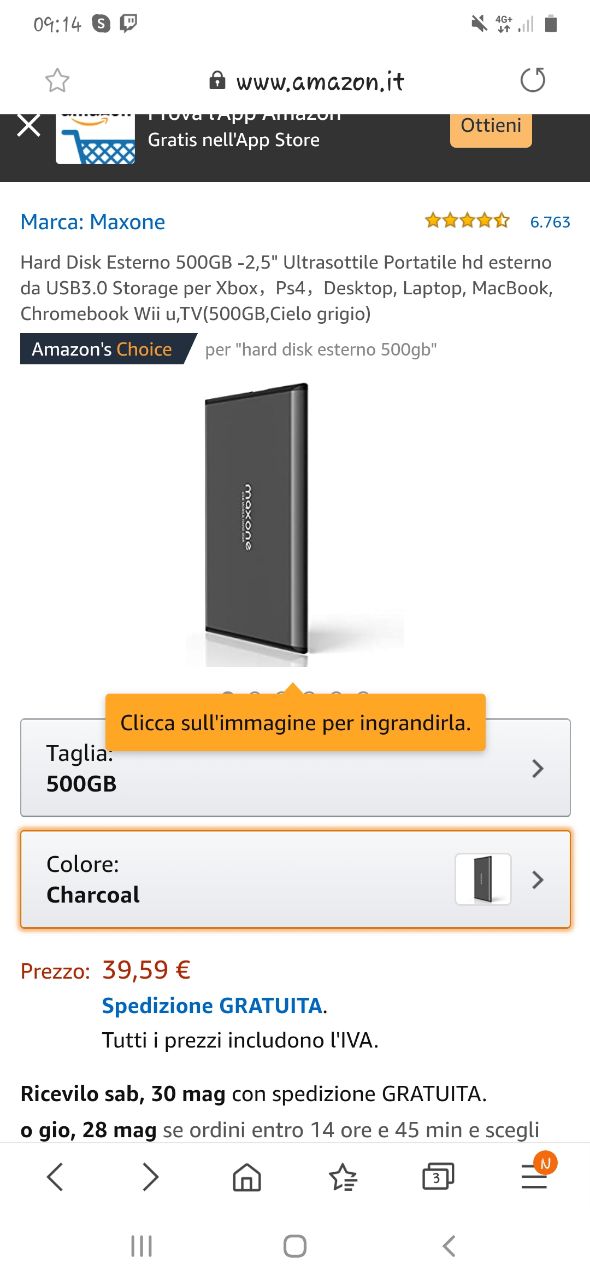 09:14
4G+
www.amazon.it
Prova l'App Amazon
Gratis nell'App Store
Ottieni
Marca: Maxone
6.763
Hard Disk Esterno 500GB -2,5" Ultrasottile Portatile hd esterno
da USB3.0 Storage per Xbox，Ps4，Desktop, Laptop, MacBook,
Chromebook Wii u,TV(500GB,Cielo grigio)
Amazon's Choice per "hard disk esterno 500gb"
maxone
Clicca sull'immagine per ingrandirla.
Taglia:
500GB
Colore:
Charcoal
Prezzo: 39,59 €
Spedizione GRATUITA.
Tutti i prezzi includono l'IVA.
Ricevilo sab, 30 mag con spedizione GRATUITA.
o gio, 28 mag se ordini entro 14 ore e 45 min e scegli
3
N